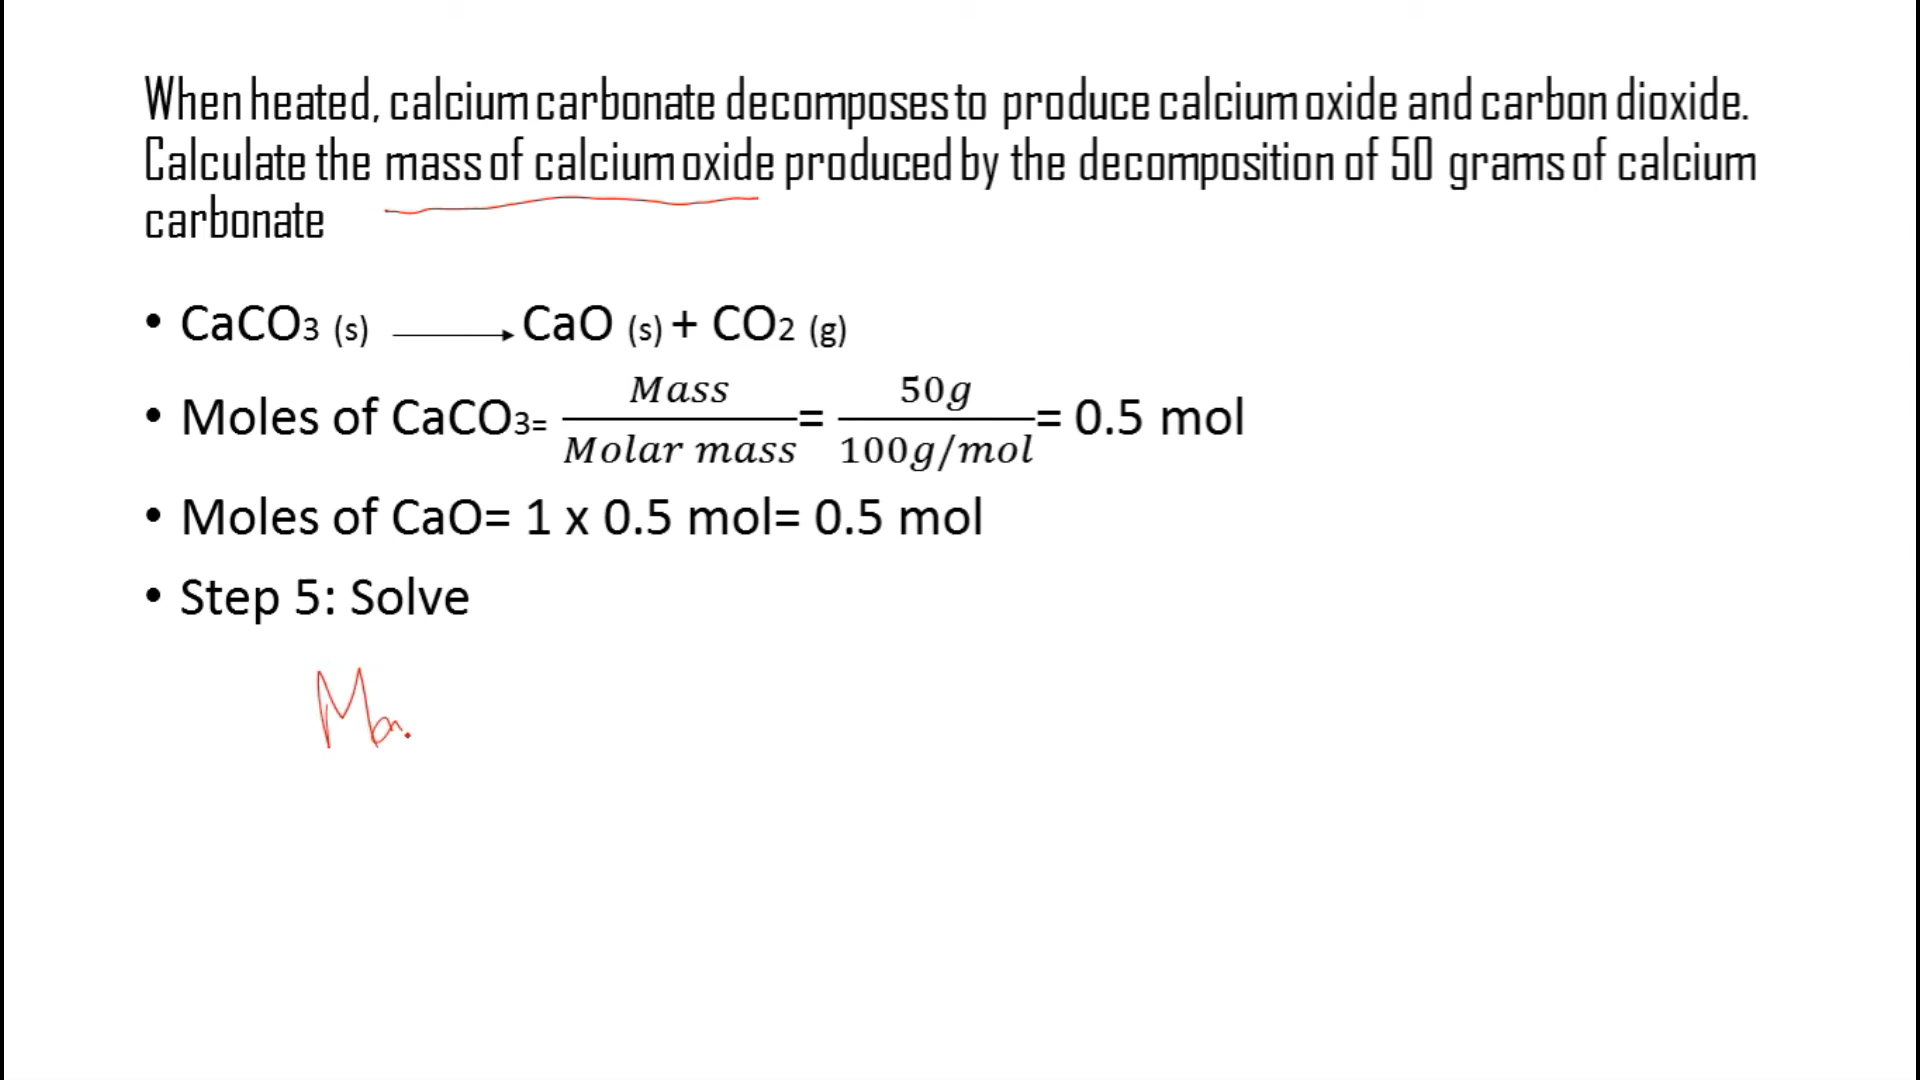 When heated, calcium carbonate decomposes to produce calcium oxide and carbon dioxide.
Calculate the mass of calcium oxide produced by the decomposition of 50 grams of calcium
carbonate
• CaCO3 (s) ⟶ CaO (s) + CO2 (g)
• Moles of CaCO3= Mass / Molar mass = 50g / 100g/mol = 0.5 mol
• Moles of CaO= 1 x 0.5 mol= 0.5 mol
• Step 5: Solve